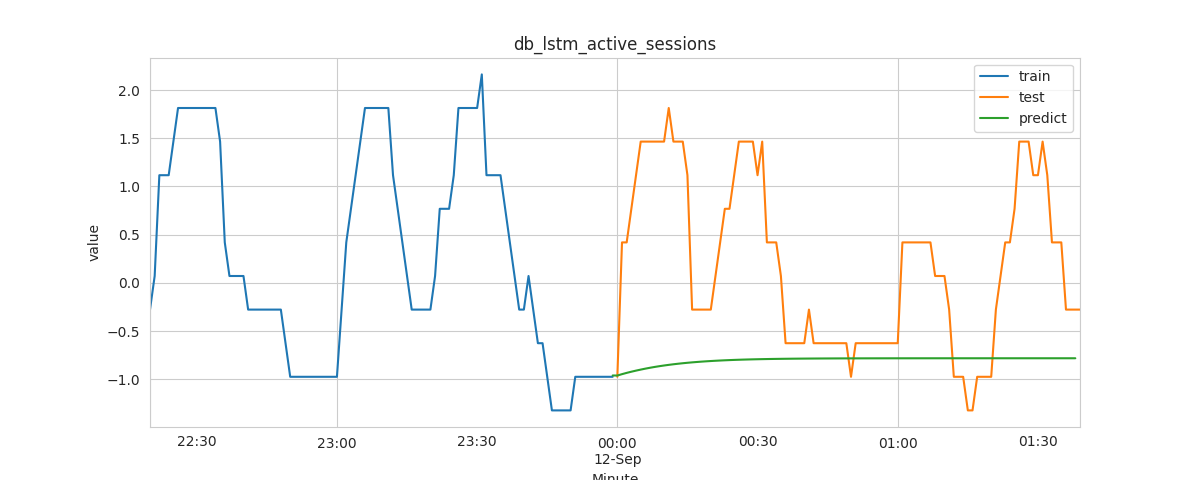 db_lstm_active_sessions
train
test
predict
value
2.0
1.5
1.0
0.5
0.0
−0.5
−1.0
22:30
23:00
23:30
00:00
00:30
01:00
01:30
12-Sep
Minute